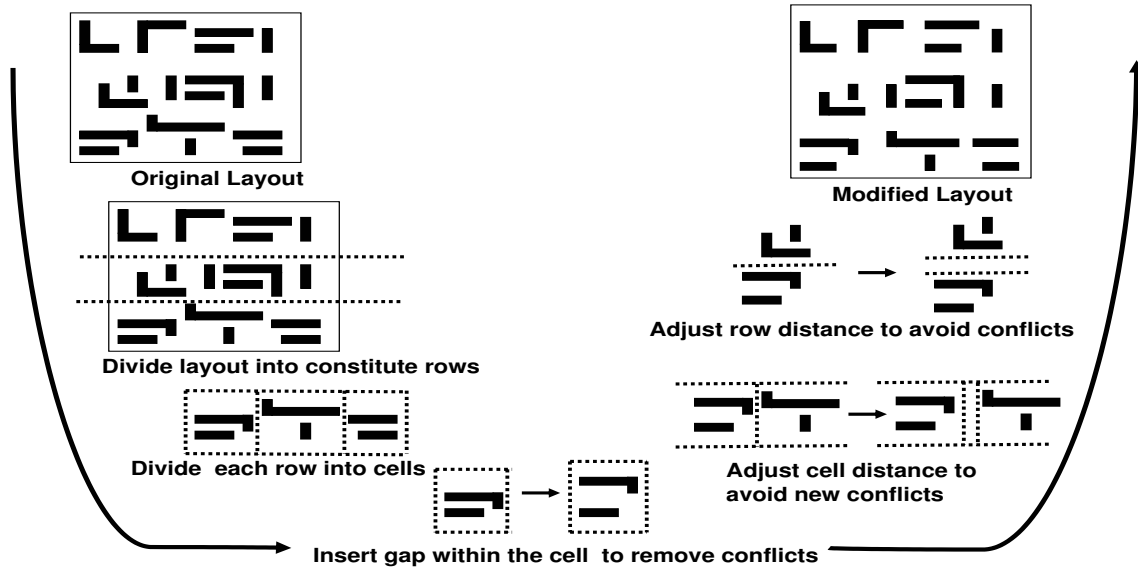 Original Layout
Divide layout into constitute rows
Divide each row into cells
Insert gap within the cell to remove conflicts
Adjust cell distance to
avoid new conflicts
Adjust row distance to avoid conflicts
Modified Layout